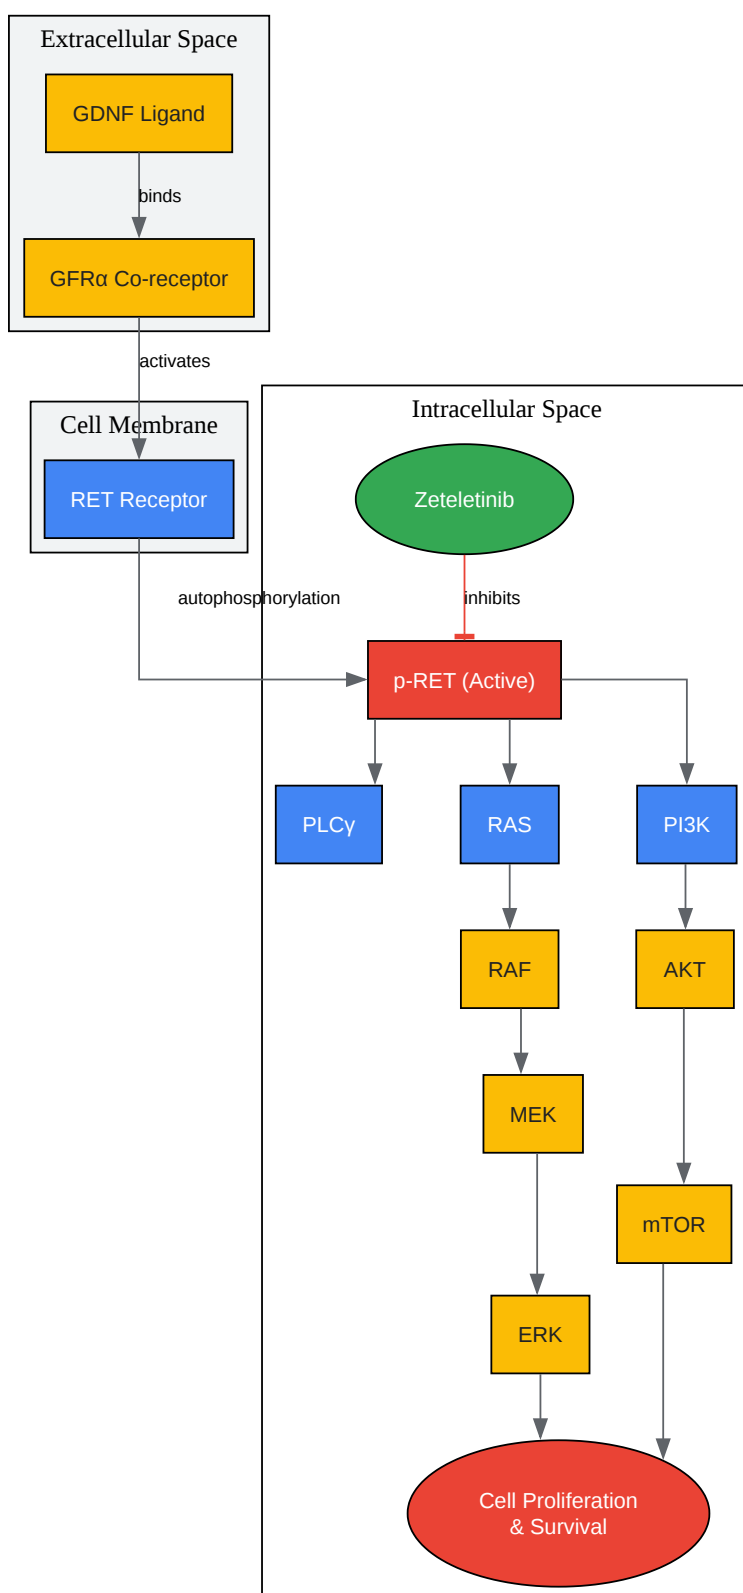 Extracellular Space
GDNF Ligand
binds
GFRα Co-receptor
activates
Cell Membrane
RET Receptor
autophosphorylation
Intracellular Space
Zeteletinib
inhibits
p-RET (Active)
PLCγ
RAS
PI3K
RAF
AKT
MEK
mTOR
ERK
Cell Proliferation
& Survival